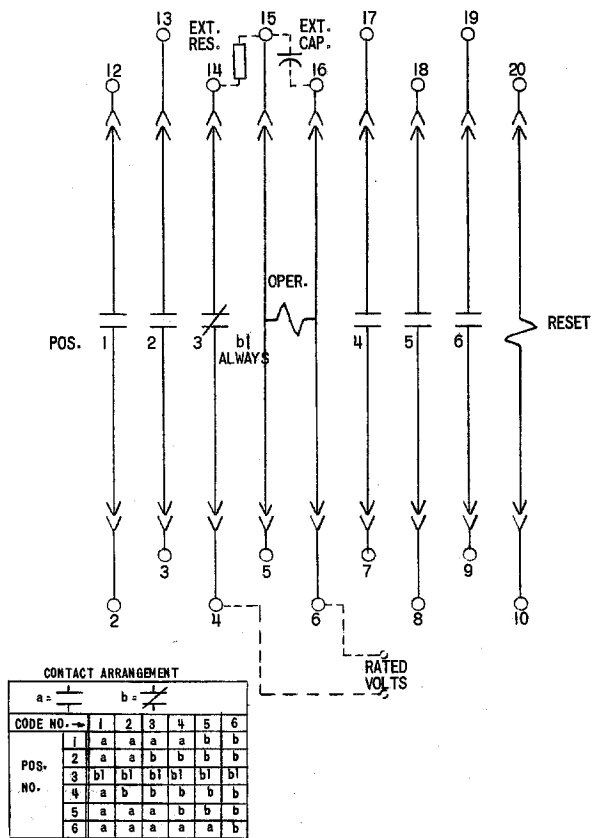 13 15 17 19
EXT. RES. EXT. CAP.
12 14 16 18 20
OPER.
POS. 1 2 3 b1 ALWAYS 4 5 6 RESET
3 5 7 9
2 4 6 8 10
RATED VOLTS
CONTACT ARRANGEMENT
a = b =
CODE NO. → 1 2 3 4 5 6
POS. NO.
1 a a a a b b
2 a a b b b b
3 b1 b1 b1 b1 b1 b1
4 a b b b b b
5 a a a b b b
6 a a a a a b